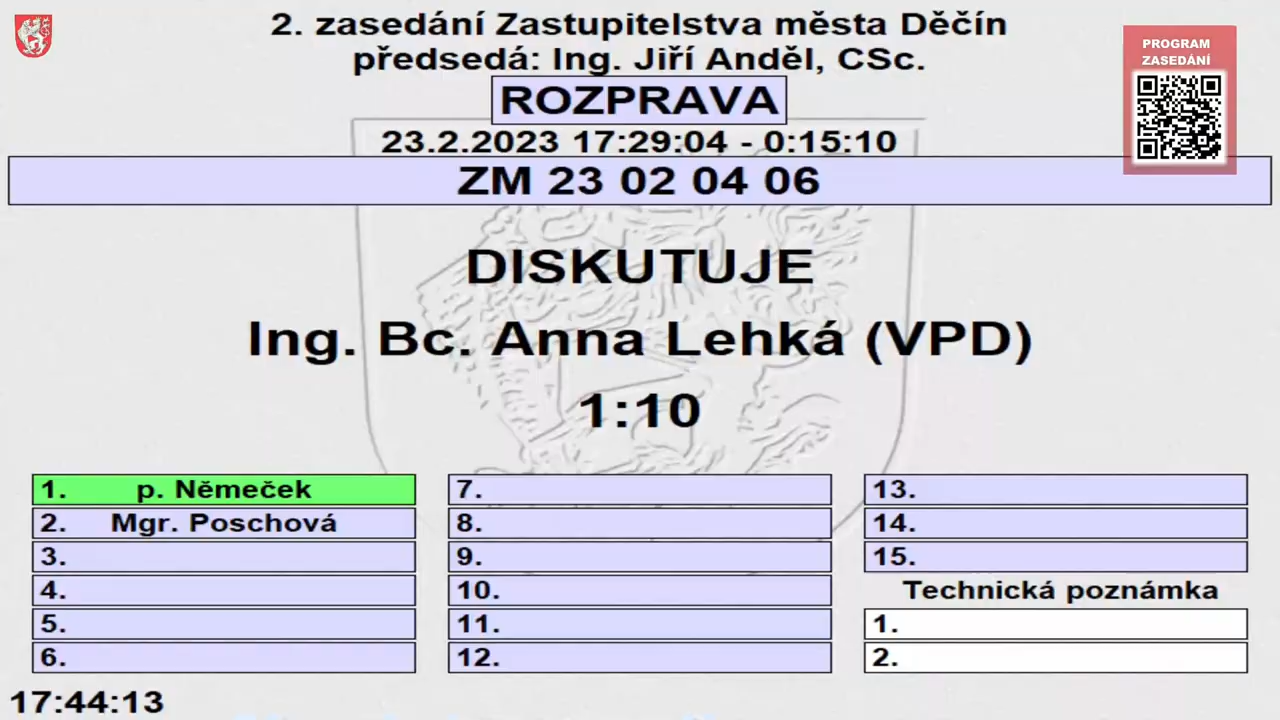 2. zasedání Zastupitelstva města Děčín
předsedá: Ing. Jiří Anděl, CSc.
PROGRAM
ZASEDÁNÍ
ROZPRAVA
23.2.2023 17:29:04 - 0:15:10
ZM 23 02 04 06
DISKUTUJE
Ing. Bc. Anna Lehká (VPD)
1:10
1. p. Němeček
2. Mgr. Poschová
3.
4.
5.
6.
7.
8.
9.
10.
11.
12.
13.
14.
15.
Technická poznámka
1.
2.
17:44:13